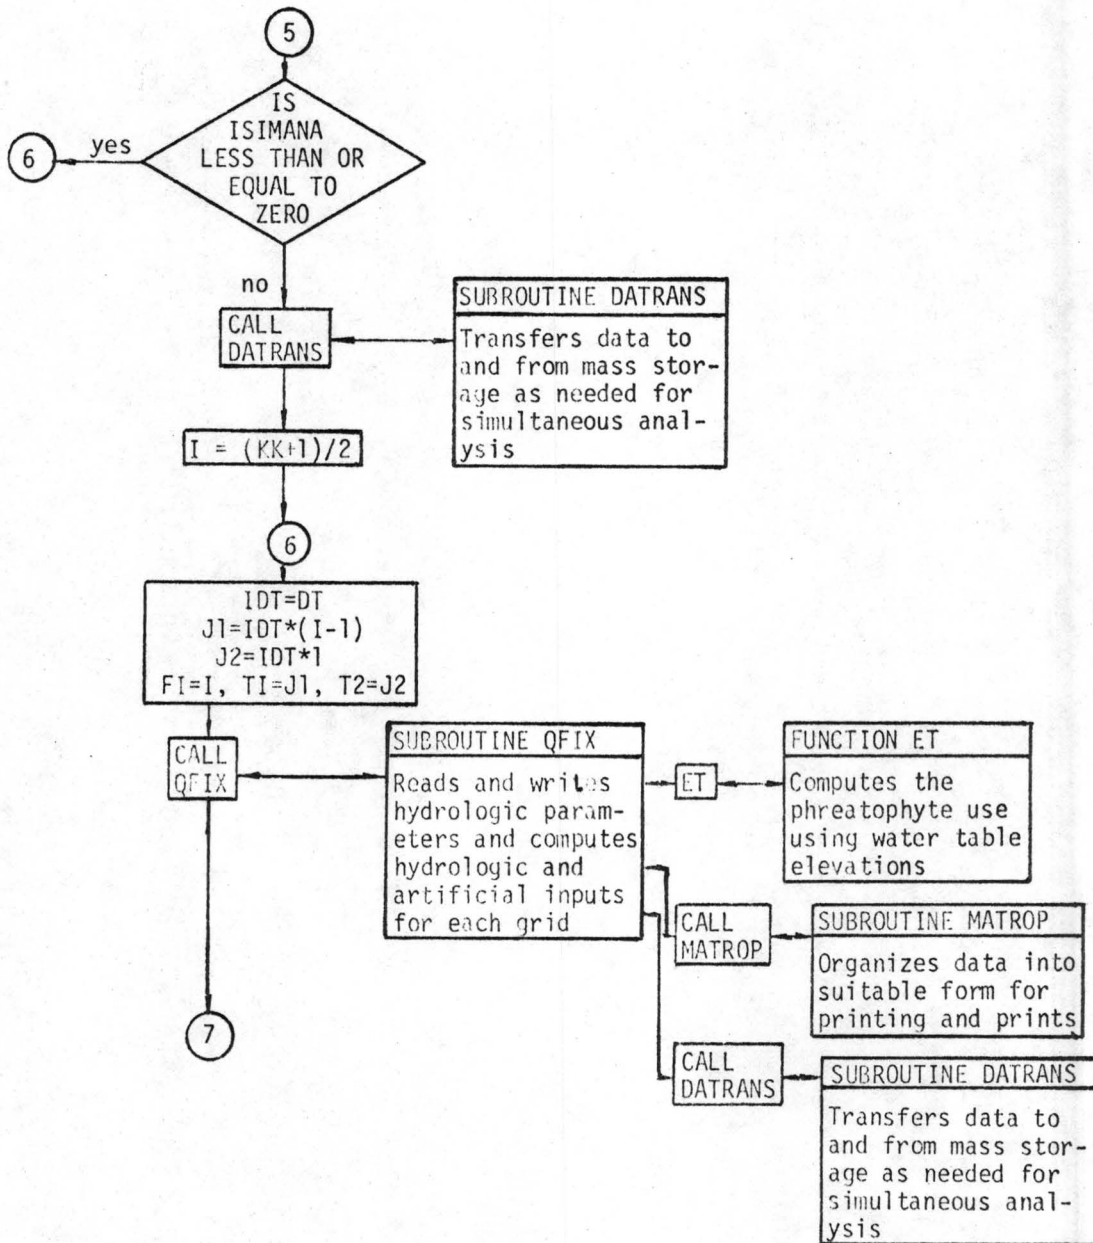 5
IS
ISIMANA
LESS THAN OR
EQUAL TO
ZERO
yes
6
no
CALL
DATRANS
SUBROUTINE DATRANS
Transfers data to
and from mass stor-
age as needed for
simultaneous anal-
ysis
I = (KK+1)/2
6
IDT=DT
J1=IDT*(I-1)
J2=IDT*1
FI=I, TI=J1, T2=J2
CALL
QFIX
SUBROUTINE QFIX
Reads and writes
hydrologic param-
eters and computes
hydrologic and
artificial inputs
for each grid
ET
FUNCTION ET
Computes the
phreatophyte use
using water table
elevations
CALL
MATROP
SUBROUTINE MATROP
Organizes data into
suitable form for
printing and prints
7
CALL
DATRANS
SUBROUTINE DATRANS
Transfers data to
and from mass stor-
age as needed for
simultaneous anal-
ysis